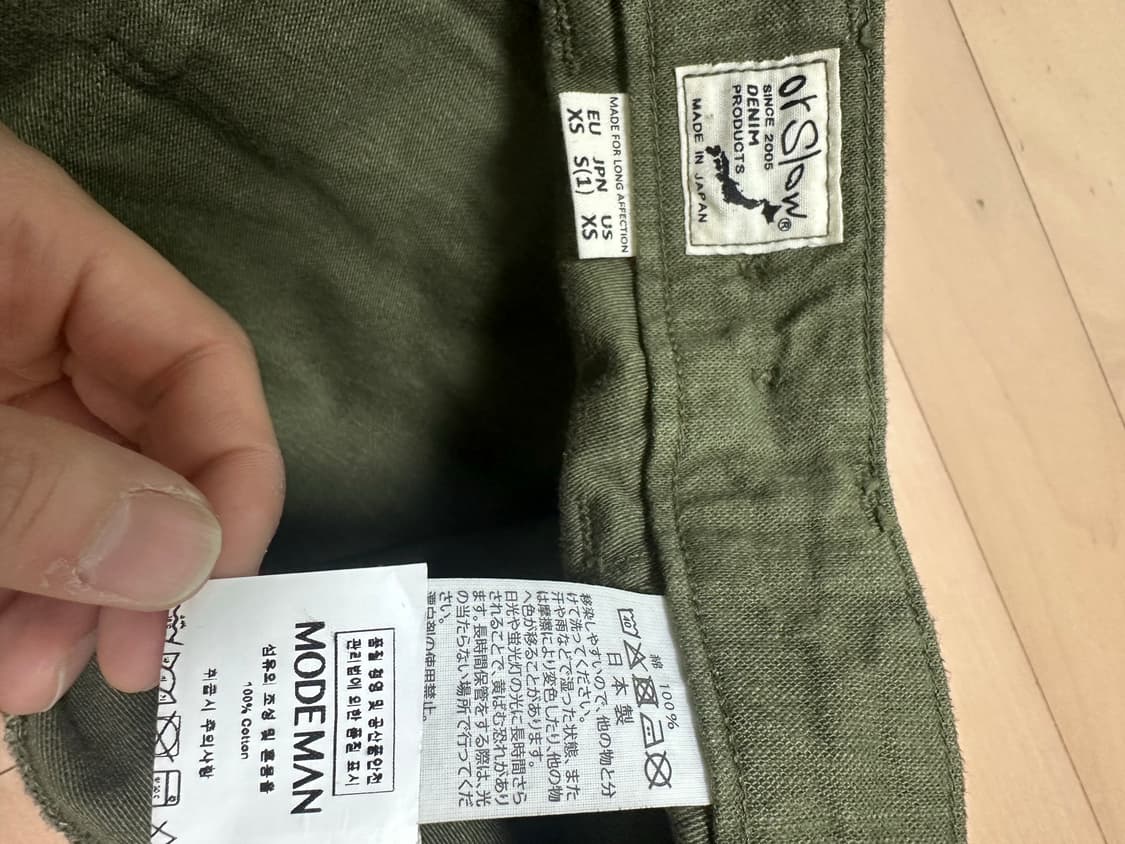 or Slow®
SINCE 2005
DENIM
PRODUCTS
MADE IN JAPAN
MADE FOR LONG AFFECTION
EU JPN US
XS S(1) XS
綿 100%
日 本 製
移染しやすいので、他の物と分
けて洗ってください。
汗や雨などで湿った状態、また
は摩擦により変色したり、他の物
へ色が移ることがあります。
日光や蛍光灯の光に長時間さら
されることで、黄ばむ恐れがあり
ます。長時間保管をする際は、光
の当たらない場所で行ってくだ
さい。
漂白剤の使用禁止。
품질 경영 및 공산품안전
관리법에 의한 품질 표시
MODE MAN
섬유의 조성 및 혼용율
100% Cotton
취급시 주의사항